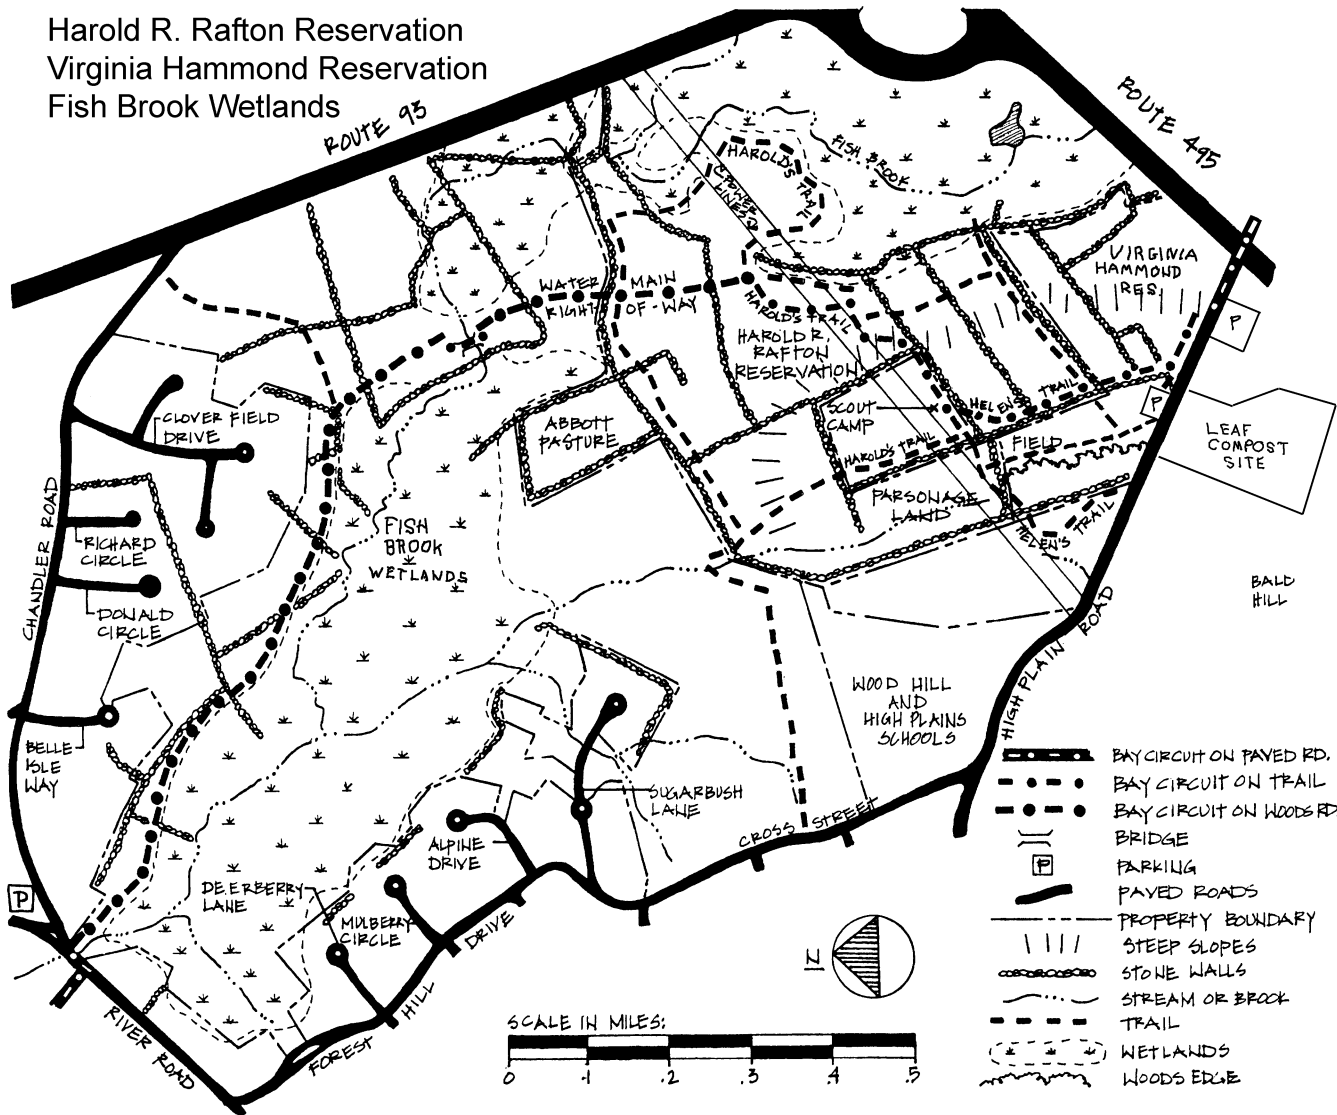 Harold R. Rafton Reservation
Virginia Hammond Reservation
Fish Brook Wetlands
ROUTE 93
ROUTE 495
FISH BROOK
HAROLD'S
TRAIL
POWER
LINES
VIRGINIA
HAMMOND
RES.
P
WATER MAIN
RIGHT-OF-WAY
HAROLD'S TRAIL
HAROLD R.
RAFTON
RESERVATION
SCOUT
CAMP
HELEN'S TRAIL
P
CLOVER FIELD
DRIVE
ABBOTT
PASTURE
HAROLD'S TRAIL
FIELD
LEAF
COMPOST
SITE
PARSONAGE
LAND
HELEN'S TRAIL
CHANDLER ROAD
RICHARD
CIRCLE
FISH
BROOK
WETLANDS
DONALD
CIRCLE
BALD
HILL
HIGH PLAIN ROAD
WOOD HILL
AND
HIGH PLAINS
SCHOOLS
BELLE
ISLE
WAY
SUGARBUSH
LANE
CROSS STREET
ALPINE
DRIVE
DEERBERRY
LANE
MULBERRY
CIRCLE
P
RIVER ROAD
FOREST HILL DRIVE
N
BAY CIRCUIT ON PAVED RD.
BAY CIRCUIT ON TRAIL
BAY CIRCUIT ON WOODS RD
BRIDGE
P PARKING
PAVED ROADS
PROPERTY BOUNDARY
STEEP SLOPES
STONE WALLS
STREAM OR BROOK
TRAIL
WETLANDS
WOODS EDGE
SCALE IN MILES:
0 .1 .2 .3 .4 .5